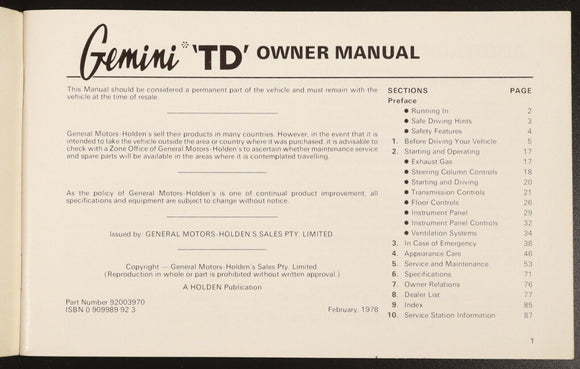 Gemini* 'TD' OWNER MANUAL
This Manual should be considered a permanent part of the vehicle and must remain with the
vehicle at the time of resale.
General Motors-Holden's sell their products in many countries. However, in the event that it is
intended to take the vehicle outside the area or country where it was purchased, it is advisable to
check with a Zone Office of General Motors-Holden's to ascertain whether maintenance service
and spare parts will be available in the areas where it is contemplated travelling.
As the policy of General Motors-Holden's is one of continual product improvement, all
specifications and equipment are subject to change without notice.
Issued by: GENERAL MOTORS-HOLDEN'S SALES PTY. LIMITED
Copyright — General Motors-Holden's Sales Pty. Limited.
(Reproduction in whole or part is prohibited without written approval.)
A HOLDEN Publication
Part Number 92003970
ISBN 0 909989 92 3 February, 1978
SECTIONS PAGE
Preface
● Running In 2
● Safe Driving Hints 3
● Safety Features 4
1. Before Driving Your Vehicle 5
2. Starting and Operating 17
● Exhaust Gas 17
● Steering Column Controls 18
● Starting and Driving 20
● Transmission Controls 21
● Floor Controls 26
● Instrument Panel 29
● Instrument Panel Controls 32
● Ventilation Systems 34
3. In Case of Emergency 38
4. Appearance Care 46
5. Service and Maintenance 53
6. Specifications 71
7. Owner Relations 76
8. Dealer List 77
9. Index 85
10. Service Station Information 87
1